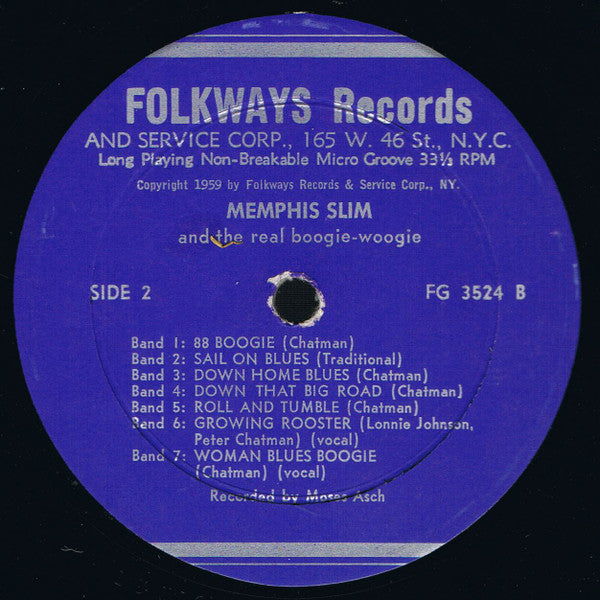 FOLKWAYS Records
AND SERVICE CORP., 165 W. 46 St., N.Y.C.
Long Playing Non-Breakable Micro Groove 33⅓ RPM
Copyright 1959 by Folkways Records & Service Corp., NY.
MEMPHIS SLIM
and the real boogie-woogie
SIDE 2 FG 3524 B
Band 1: 88 BOOGIE (Chatman)
Band 2: SAIL ON BLUES (Traditional)
Band 3: DOWN HOME BLUES (Chatman)
Band 4: DOWN THAT BIG ROAD (Chatman)
Band 5: ROLL AND TUMBLE (Chatman)
Band 6: GROWING ROOSTER (Lonnie Johnson,
Peter Chatman) (vocal)
Band 7: WOMAN BLUES BOOGIE
(Chatman) (vocal)
Recorded by Moses Asch